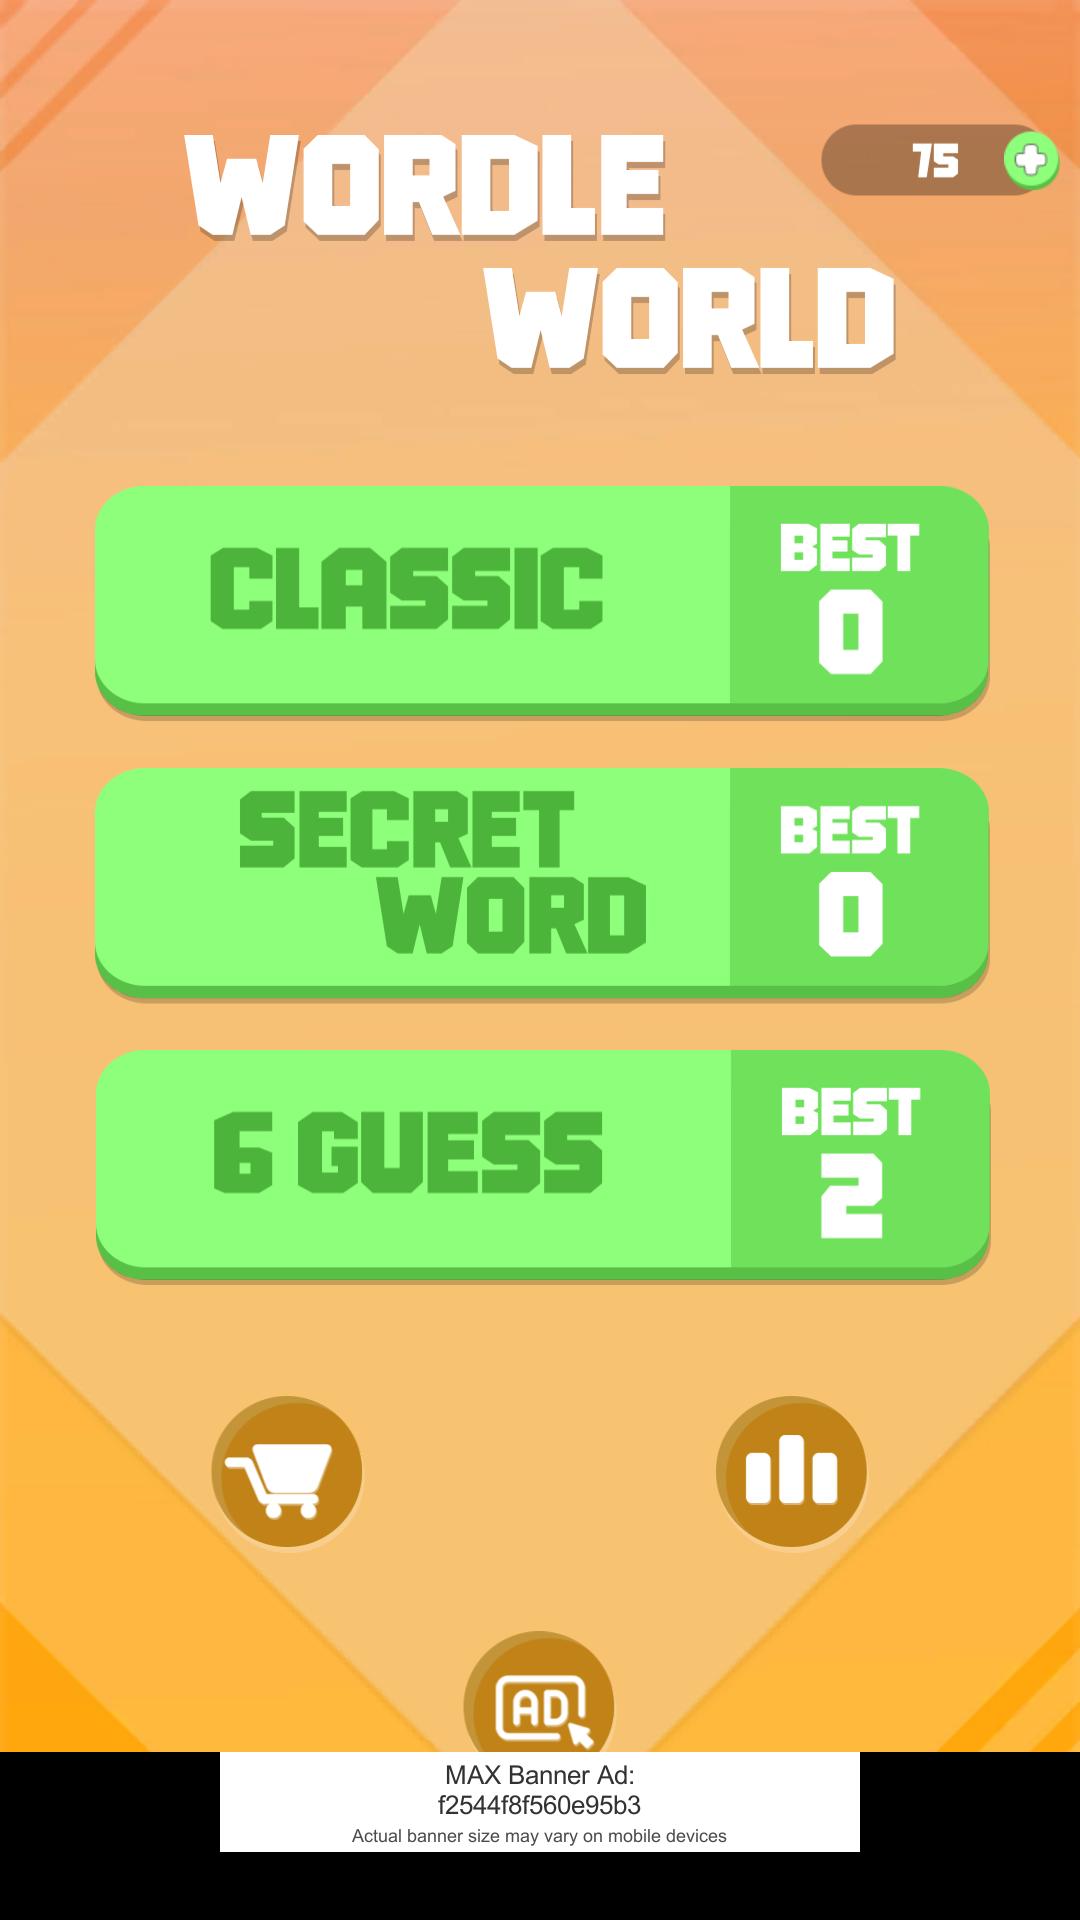 WORDLE
WORLD
75
CLASSIC
BEST
0
SECRET
WORD
BEST
0
6 GUESS
BEST
2
AD
MAX Banner Ad:
f2544f8f560e95b3
Actual banner size may vary on mobile devices